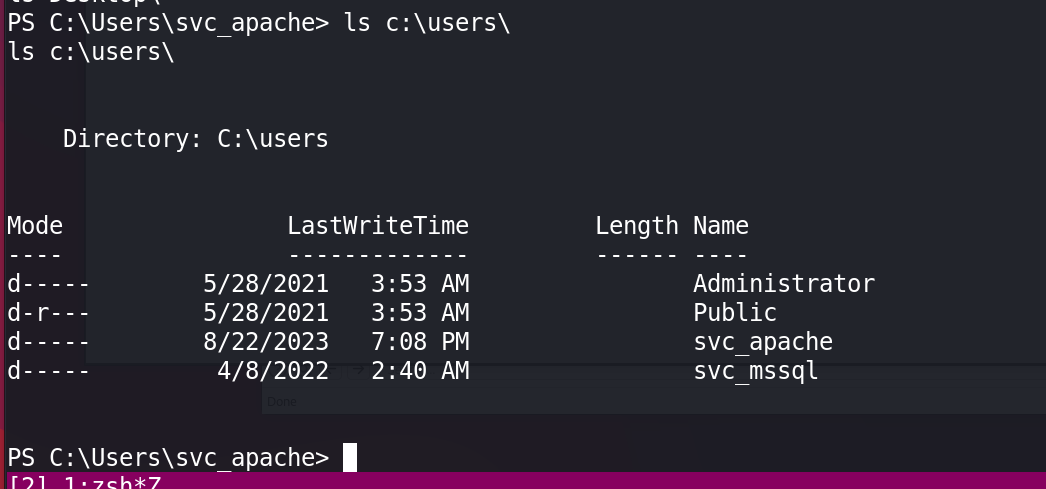 ls Desktop\
PS C:\Users\svc_apache> ls c:\users\
ls c:\users\
    Directory: C:\users
Mode                LastWriteTime         Length Name
----                -------------         ------ ----
d-----        5/28/2021   3:53 AM                Administrator
d-r---        5/28/2021   3:53 AM                Public
d-----        8/22/2023   7:08 PM                svc_apache
d-----         4/8/2022   2:40 AM                svc_mssql
Done
PS C:\Users\svc_apache>
[2] 1:zsh*Z